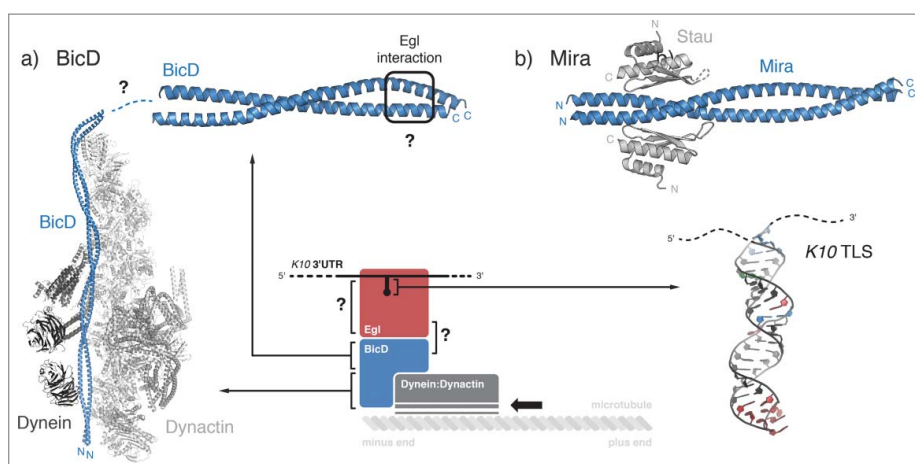 a) BicD
BicD
Egl
interaction
?
C
C
?
BicD
Dynein
Dynactin
N N
b) Mira
N
Stau
C
Mira
N
N
C
C
C
N
K10 3'UTR
5'
3'
?
Egl
?
BicD
Dynein:Dynactin
microtubule
minus end
plus end
3'
5'
K10 TLS